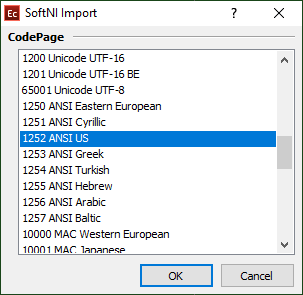 Ec SoftNI Import ? ×
CodePage
1200 Unicode UTF-16
1201 Unicode UTF-16 BE
65001 Unicode UTF-8
1250 ANSI Eastern European
1251 ANSI Cyrillic
1252 ANSI US
1253 ANSI Greek
1254 ANSI Turkish
1255 ANSI Hebrew
1256 ANSI Arabic
1257 ANSI Baltic
10000 MAC Western European
10001 MAC Japanese
OK Cancel